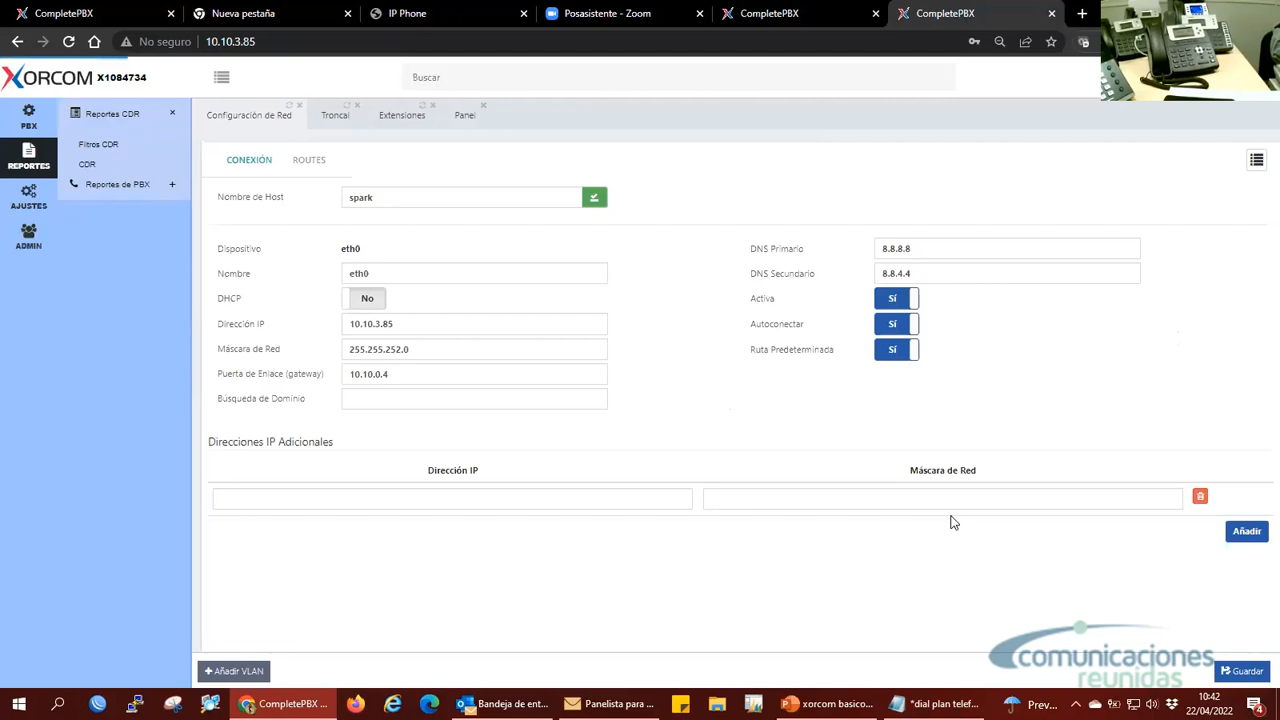 CompletePBX
Nueva pestaña
IP Phone
Posasistente - Zoom
CompletePBX
CompletePBX
No seguro
10.10.3.85
XORCOM X1084734
Buscar
PBX
REPORTES
AJUSTES
ADMIN
Reportes CDR
Filtros CDR
CDR
Reportes de PBX
Configuración de Red
Troncal
Extensiones
Panel
CONEXIÓN
ROUTES
Nombre de Host
spark
Dispositivo
eth0
Nombre
eth0
DHCP
No
Dirección IP
10.10.3.85
Máscara de Red
255.255.252.0
Puerta de Enlace (gateway)
10.10.0.4
Búsqueda de Dominio
DNS Primario
8.8.8.8
DNS Secundario
8.8.4.4
Activa
Sí
Autoconectar
Sí
Ruta Predeterminada
Sí
Direcciones IP Adicionales
Dirección IP
Máscara de Red
Añadir
+ Añadir VLAN
comunicaciones
reunidas
Guardar
CompletePBX ...
Bandeja de ent...
Panelista para ...
xorcom basico...
*dial plan telef...
Previ...
10:42
22/04/2022
4